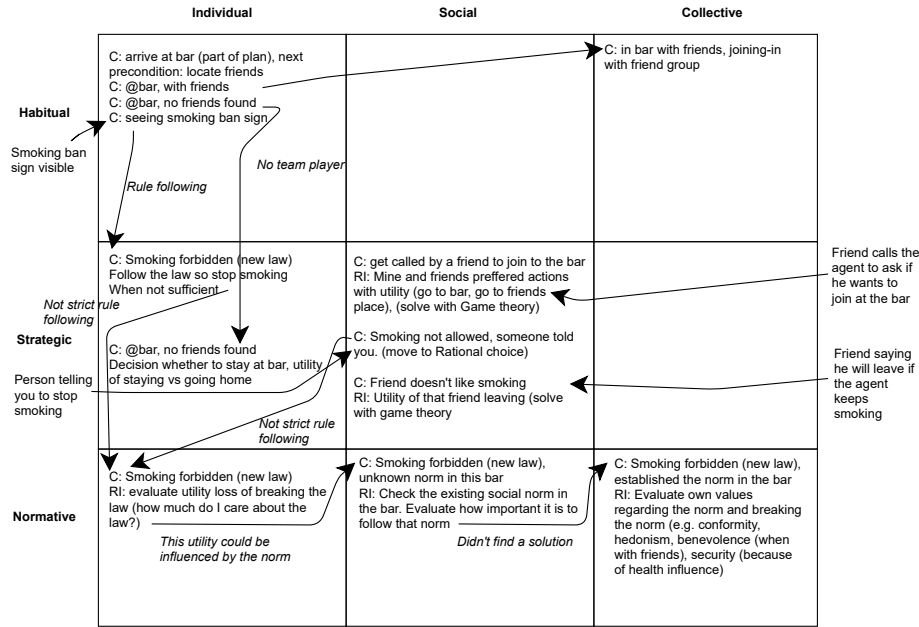 Individual
Social
Collective
Habitual
C: arrive at bar (part of plan), next
precondition: locate friends
C: @bar, with friends
C: @bar, no friends found
C: seeing smoking ban sign
C: in bar with friends, joining-in
with friend group
Smoking ban
sign visible
No team player
Rule following
C: Smoking forbidden (new law)
Follow the law so stop smoking
When not sufficient
C: get called by a friend to join to the bar
RI: Mine and friends preffered actions
with utility (go to bar, go to friends
place), (solve with Game theory)
Friend calls the
agent to ask if
he wants to
join at the bar
Not strict rule
following
Strategic
C: @bar, no friends found
Decision whether to stay at bar, utility
of staying vs going home
C: Smoking not allowed, someone told
you. (move to Rational choice)
C: Friend doesn't like smoking
RI: Utility of that friend leaving (solve
with game theory
Friend saying
he will leave if
the agent
keeps
smoking
Person telling
you to stop
smoking
Not strict rule
following
Normative
C: Smoking forbidden (new law)
RI: evaluate utility loss of breaking the
law (how much do I care about the
law?)
This utility could be
influenced by the norm
C: Smoking forbidden (new law),
unknown norm in this bar
RI: Check the existing social norm in
the bar. Evaluate how important it is to
follow that norm
Didn't find a solution
C: Smoking forbidden (new law),
established the norm in the bar
RI: Evaluate own values
regarding the norm and breaking
the norm (e.g. conformity,
hedonism, benevolence (when
with friends), security (because
of health influence)